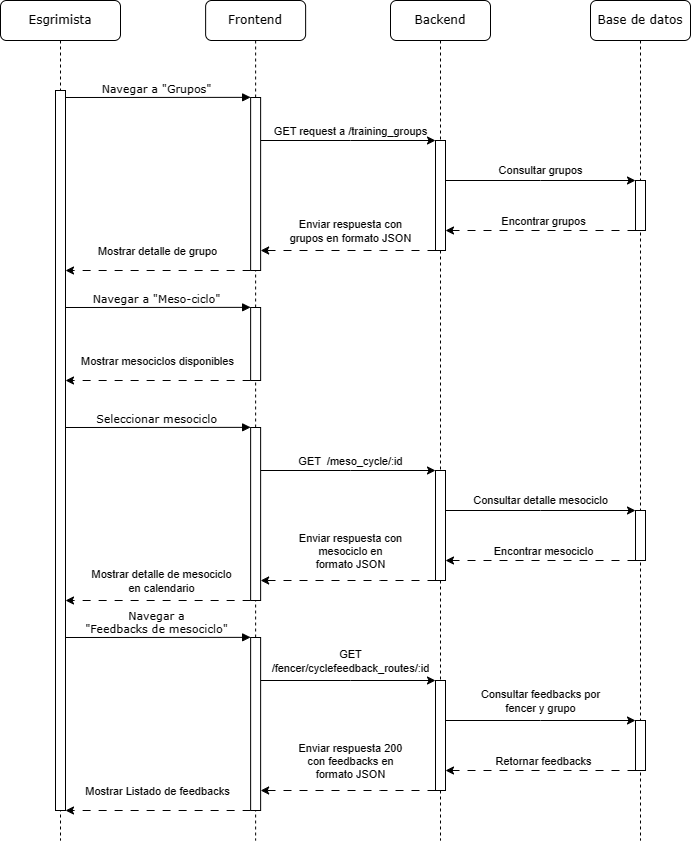 Esgrimista
Frontend
Backend
Base de datos
Navegar a "Grupos"
GET request a /training_groups
Consultar grupos
Encontrar grupos
Enviar respuesta con
grupos en formato JSON
Mostrar detalle de grupo
Navegar a "Meso-ciclo"
Mostrar mesociclos disponibles
Seleccionar mesociclo
GET /meso_cycle/:id
Consultar detalle mesociclo
Encontrar mesociclo
Enviar respuesta con
mesociclo en
formato JSON
Mostrar detalle de mesociclo
en calendario
Navegar a
"Feedbacks de mesociclo"
GET
/fencer/cyclefeedback_routes/:id
Consultar feedbacks por
fencer y grupo
Retornar feedbacks
Enviar respuesta 200
con feedbacks en
formato JSON
Mostrar Listado de feedbacks